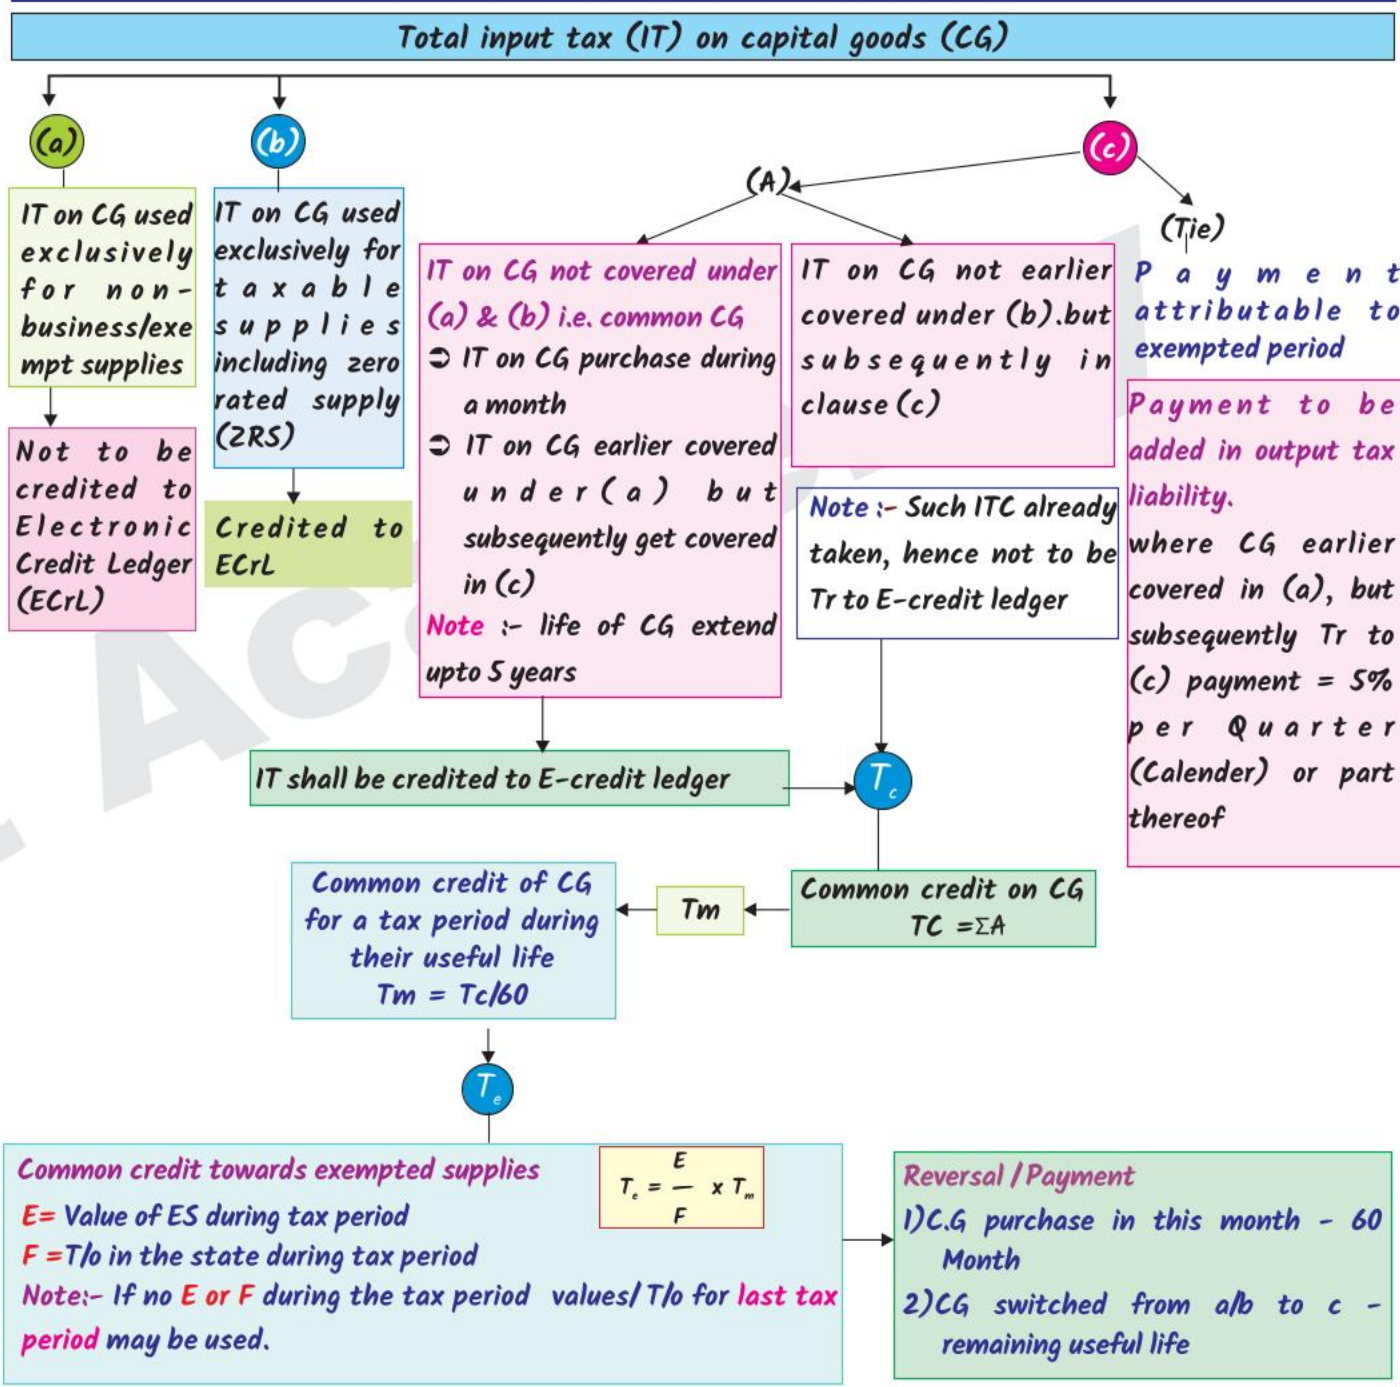 Total input tax (IT) on capital goods (CG)
(a)
IT on CG used
exclusively
for non-
business/exe
mpt supplies
Not to be
credited to
Electronic
Credit Ledger
(ECrL)
(b)
IT on CG used
exclusively for
taxable
supplies
including zero
rated supply
(ZRS)
Credited to
ECrL
(c)
(A)
IT on CG not covered under
(a) & (b) i.e. common CG
➲ IT on CG purchase during
a month
➲ IT on CG earlier covered
under(a) but
subsequently get covered
in (c)
Note :- life of CG extend
upto 5 years
IT on CG not earlier
covered under (b).but
subsequently in
clause (c)
Note :- Such ITC already
taken, hence not to be
Tr to E-credit ledger
(Tie)
Payment
attributable to
exempted period
Payment to be
added in output tax
liability.
where CG earlier
covered in (a), but
subsequently Tr to
(c) payment = 5%
per Quarter
(Calender) or part
thereof
IT shall be credited to E-credit ledger
Tc
Common credit on CG
TC =ΣA
Tm
Common credit of CG
for a tax period during
their useful life
Tm = Tc/60
Te
Common credit towards exempted supplies
Te = E/F x Tm
E= Value of ES during tax period
F =T/o in the state during tax period
Note:- If no E or F during the tax period values/ T/o for last tax
period may be used.
Reversal /Payment
1)C.G purchase in this month - 60
Month
2)CG switched from a/b to c -
remaining useful life